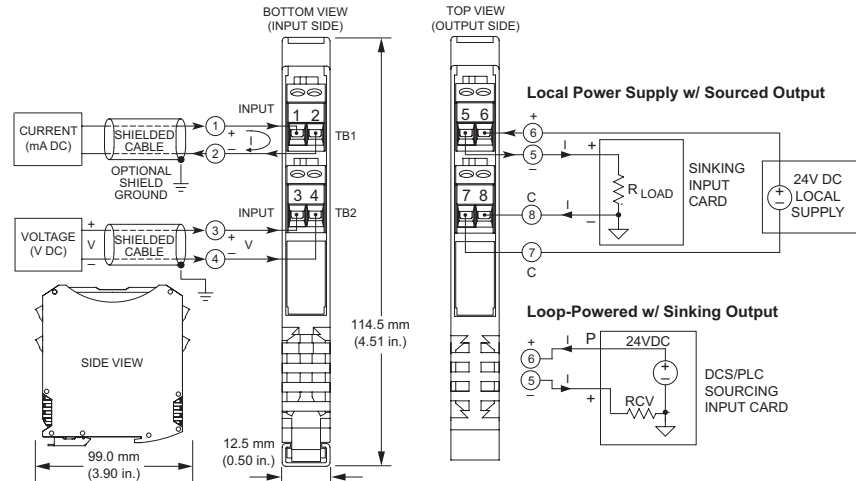 BOTTOM VIEW
(INPUT SIDE)
TOP VIEW
(OUTPUT SIDE)
CURRENT
(mA DC)
SHIELDED
CABLE
OPTIONAL
SHIELD
GROUND
1
2
INPUT
+
I
−
1 2
TB1
VOLTAGE
(V DC)
+
V
−
SHIELDED
CABLE
3
4
INPUT
+
V
−
3 4
TB2
SIDE VIEW
99.0 mm
(3.90 in.)
12.5 mm
(0.50 in.)
114.5 mm
(4.51 in.)
5 6
7 8
Local Power Supply w/ Sourced Output
+
6
5
−
I
+
R LOAD
SINKING
INPUT
CARD
C
8
I
−
7
C
+
−
24V DC
LOCAL
SUPPLY
Loop-Powered w/ Sinking Output
+
6
5
−
I
P
24VDC
+
−
I
+
RCV
DCS/PLC
SOURCING
INPUT CARD